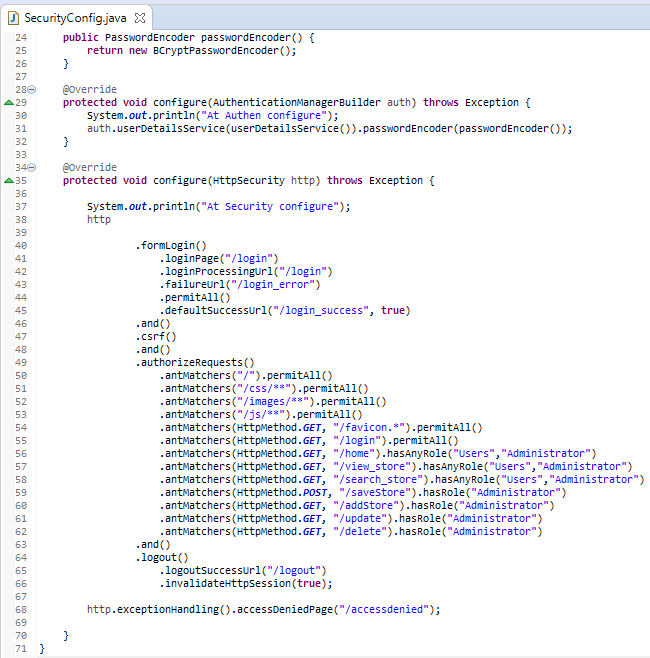 SecurityConfig.java
24     public PasswordEncoder passwordEncoder() {
25         return new BCryptPasswordEncoder();
26     }
27
28     @Override
29     protected void configure(AuthenticationManagerBuilder auth) throws Exception {
30         System.out.println("At Authen configure");
31         auth.userDetailsService(userDetailsService()).passwordEncoder(passwordEncoder());
32     }
33
34     @Override
35     protected void configure(HttpSecurity http) throws Exception {
36
37         System.out.println("At Security configure");
38         http
39
40                 .formLogin()
41                     .loginPage("/login")
42                     .loginProcessingUrl("/login")
43                     .failureUrl("/login_error")
44                     .permitAll()
45                     .defaultSuccessUrl("/login_success", true)
46                 .and()
47                 .csrf()
48                 .and()
49                 .authorizeRequests()
50                     .antMatchers("/").permitAll()
51                     .antMatchers("/css/**").permitAll()
52                     .antMatchers("/images/**").permitAll()
53                     .antMatchers("/js/**").permitAll()
54                     .antMatchers(HttpMethod.GET, "/favicon.*").permitAll()
55                     .antMatchers(HttpMethod.GET, "/login").permitAll()
56                     .antMatchers(HttpMethod.GET, "/home").hasAnyRole("Users","Administrator")
57                     .antMatchers(HttpMethod.GET, "/view_store").hasAnyRole("Users","Administrator")
58                     .antMatchers(HttpMethod.GET, "/search_store").hasAnyRole("Users","Administrator")
59                     .antMatchers(HttpMethod.POST, "/saveStore").hasRole("Administrator")
60                     .antMatchers(HttpMethod.GET, "/addStore").hasRole("Administrator")
61                     .antMatchers(HttpMethod.GET, "/update").hasRole("Administrator")
62                     .antMatchers(HttpMethod.GET, "/delete").hasRole("Administrator")
63                 .and()
64                 .logout()
65                     .logoutSuccessUrl("/logout")
66                     .invalidateHttpSession(true);
67
68         http.exceptionHandling().accessDeniedPage("/accessdenied");
69
70     }
71 }